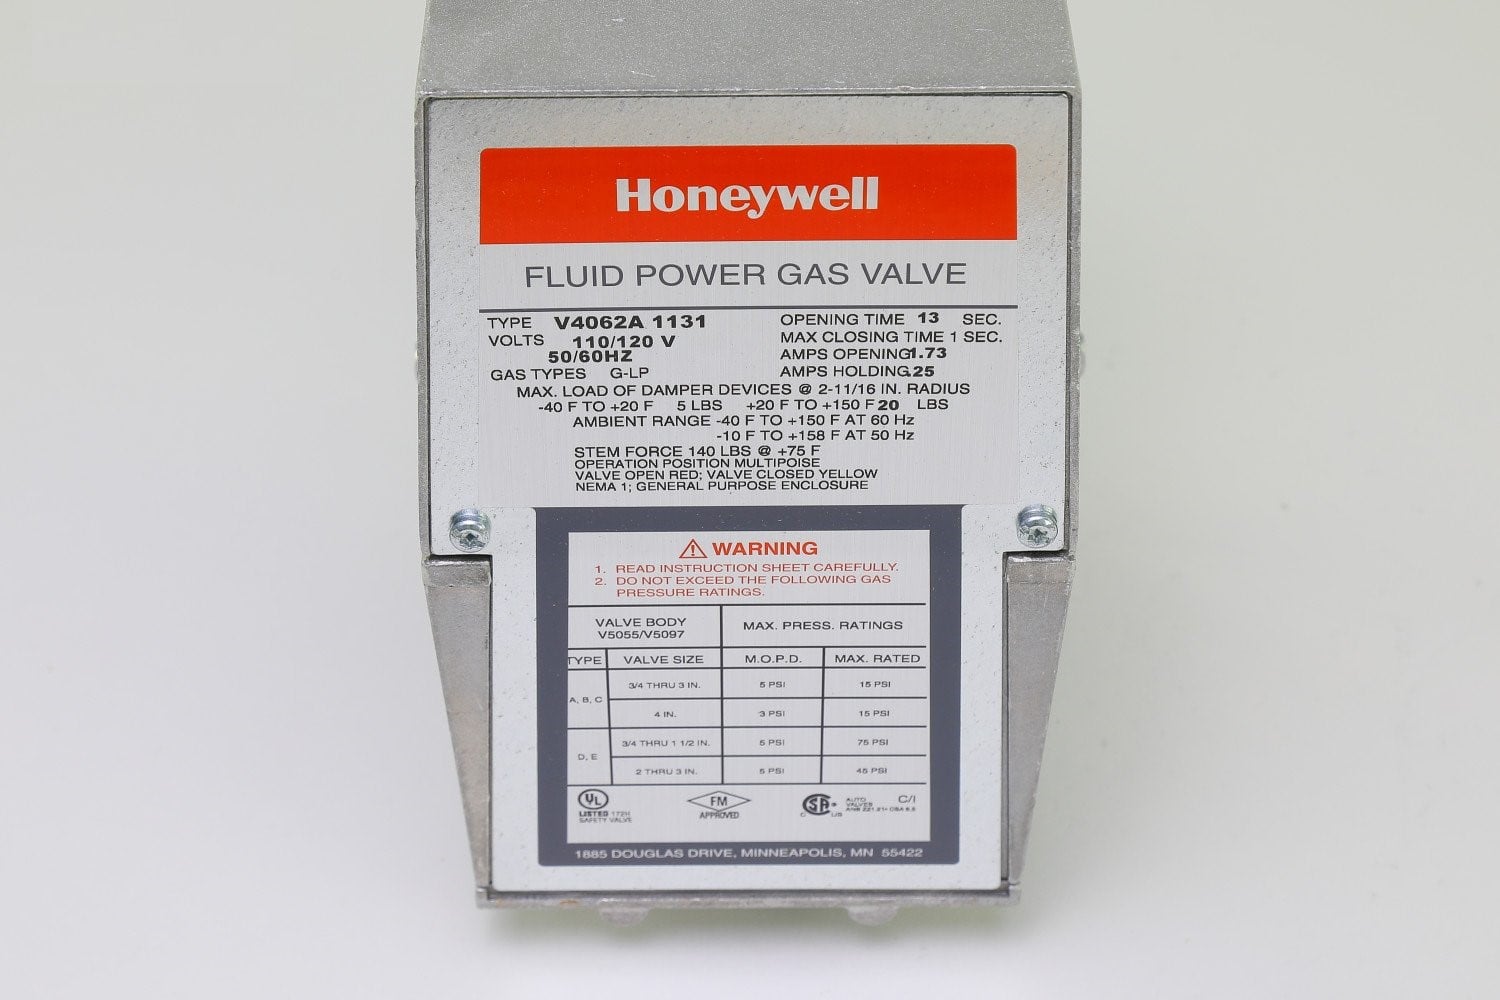 Honeywell
FLUID POWER GAS VALVE
TYPE V4062A 1131
VOLTS 110/120 V
50/60HZ
GAS TYPES G-LP
OPENING TIME 13 SEC.
MAX CLOSING TIME 1 SEC.
AMPS OPENING 1.73
AMPS HOLDING .25
MAX. LOAD OF DAMPER DEVICES @ 2-11/16 IN. RADIUS
-40 F TO +20 F 5 LBS +20 F TO +150 F 20 LBS
AMBIENT RANGE -40 F TO +150 F AT 60 Hz
-10 F TO +158 F AT 50 Hz
STEM FORCE 140 LBS @ +75 F
OPERATION POSITION MULTIPOISE
VALVE OPEN RED; VALVE CLOSED YELLOW
NEMA 1; GENERAL PURPOSE ENCLOSURE
WARNING
1. READ INSTRUCTION SHEET CAREFULLY.
2. DO NOT EXCEED THE FOLLOWING GAS
PRESSURE RATINGS.
VALVE BODY
V5055/V5097
MAX. PRESS. RATINGS
TYPE VALVE SIZE M.O.P.D. MAX. RATED
A, B, C
3/4 THRU 3 IN. 5 PSI 15 PSI
4 IN. 3 PSI 15 PSI
D, E
3/4 THRU 1 1/2 IN. 5 PSI 75 PSI
2 THRU 3 IN. 5 PSI 45 PSI
UL
LISTED 172H
SAFETY VALVE
FM
APPROVED
SA
C US
AUTO
VALVES
C/I
1885 DOUGLAS DRIVE, MINNEAPOLIS, MN 55422